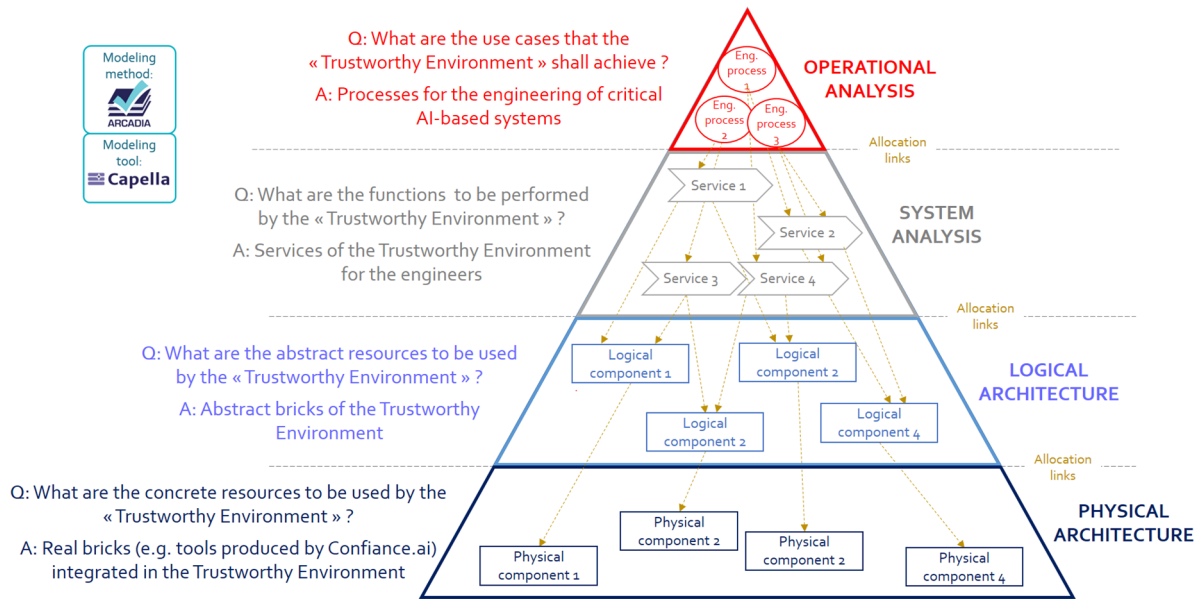 Modeling
method:
ARCADIA
Modeling
tool:
Capella
Q: What are the use cases that the
« Trustworthy Environment » shall achieve ?
A: Processes for the engineering of critical
AI-based systems
Eng.
process
1
Eng.
process
2
Eng.
process
3
OPERATIONAL
ANALYSIS
Allocation
links
Q: What are the functions to be performed
by the « Trustworthy Environment » ?
A: Services of the Trustworthy Environment
for the engineers
Service 1
Service 2
Service 3
Service 4
SYSTEM
ANALYSIS
Allocation
links
Q: What are the abstract resources to be used
by the « Trustworthy Environment » ?
A: Abstract bricks of the Trustworthy
Environment
Logical
component 1
Logical
component 2
Logical
component 2
Logical
component 4
LOGICAL
ARCHITECTURE
Allocation
links
Q: What are the concrete resources to be used by the
« Trustworthy Environment » ?
A: Real bricks (e.g. tools produced by Confiance.ai)
integrated in the Trustworthy Environment
Physical
component 1
Physical
component 2
Physical
component 2
Physical
component 4
PHYSICAL
ARCHITECTURE